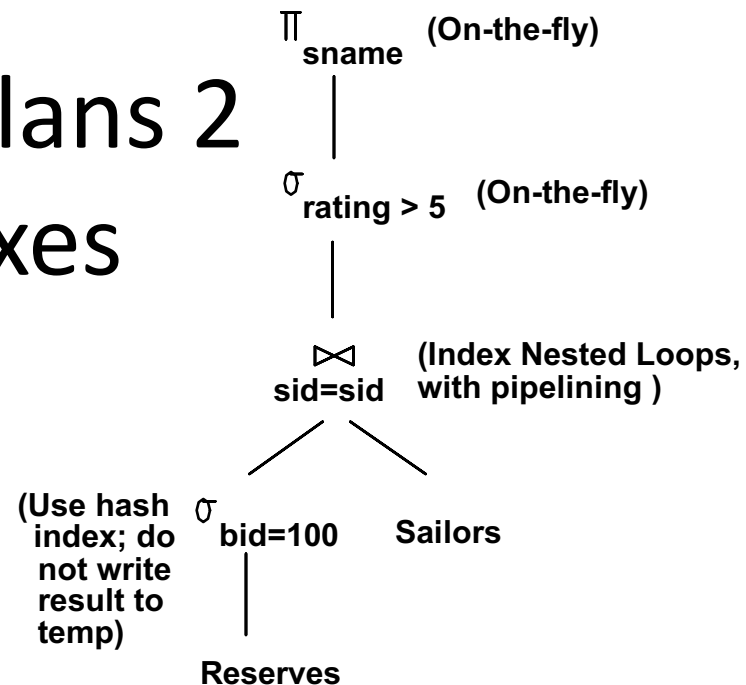 π sname (On-the-fly)
lans 2
σ rating > 5 (On-the-fly)
xes
⋈ (Index Nested Loops,
sid=sid with pipelining )
(Use hash
index; do
not write
result to
temp)
σ bid=100
Sailors
Reserves